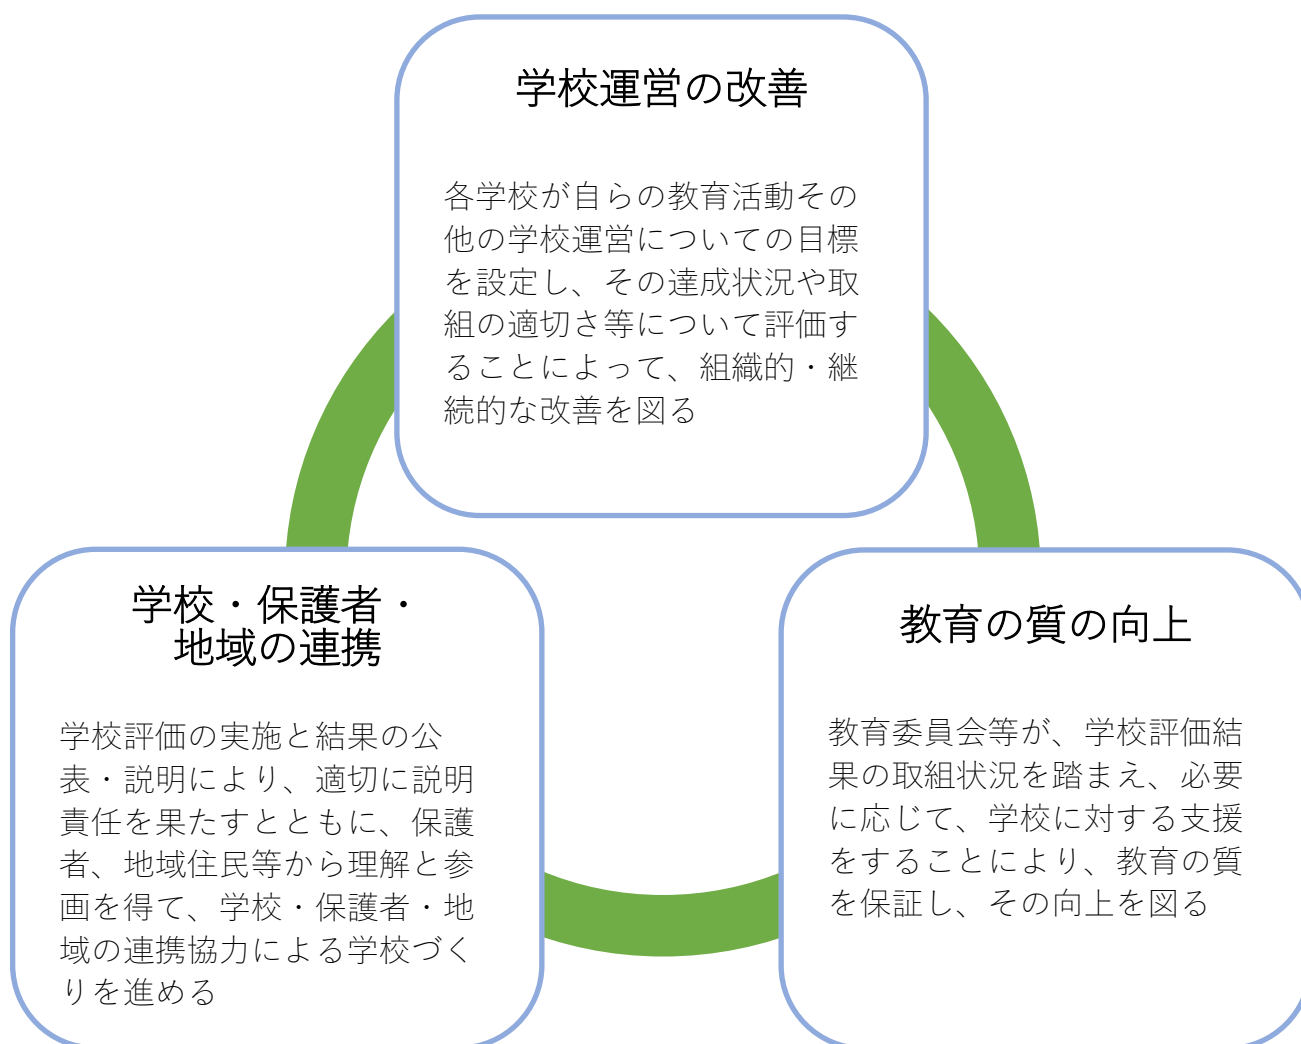 学校運営の改善
各学校が自らの教育活動その
他の学校運営についての目標
を設定し、その達成状況や取
組の適切さ等について評価す
ることによって、組織的・継
続的な改善を図る
学校・保護者・
地域の連携
学校評価の実施と結果の公
表・説明により、適切に説明
責任を果たすとともに、保護
者、地域住民等から理解と参
画を得て、学校・保護者・地
域の連携協力による学校づく
りを進める
教育の質の向上
教育委員会等が、学校評価結
果の取組状況を踏まえ、必要
に応じて、学校に対する支援
をすることにより、教育の質
を保証し、その向上を図る